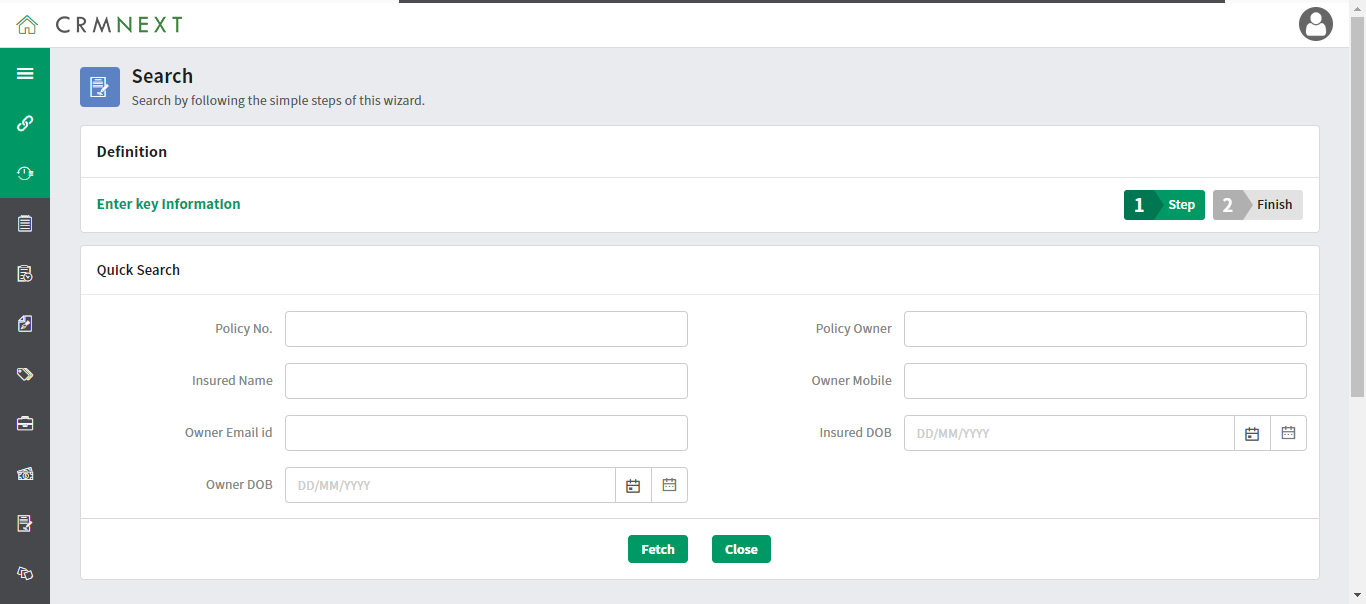 CRMNEXT
Search
Search by following the simple steps of this wizard.
Definition
Enter key Information
1 Step 2 Finish
Quick Search
Policy No. Policy Owner
Insured Name Owner Mobile
Owner Email id Insured DOB DD/MM/YYYY
Owner DOB DD/MM/YYYY
Fetch Close